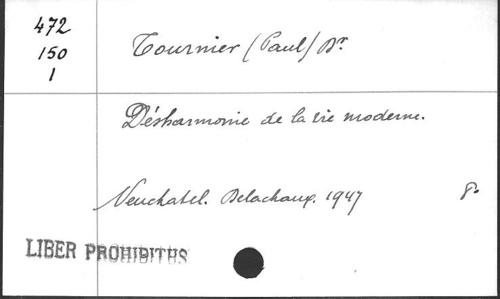 472
150
1
Tournier (Paul) Dr.
Désharmonie de la vie moderne.
Neuchatel. Delachaux. 1947 8°
LIBER PROHIBITUS